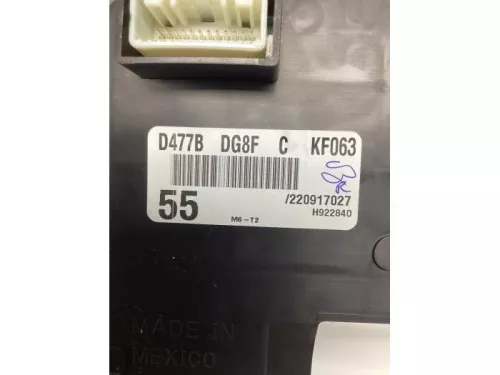 D477B DG8F C KF063
55 /220917027
M6-T2 H922840
MADE IN
MEXICO